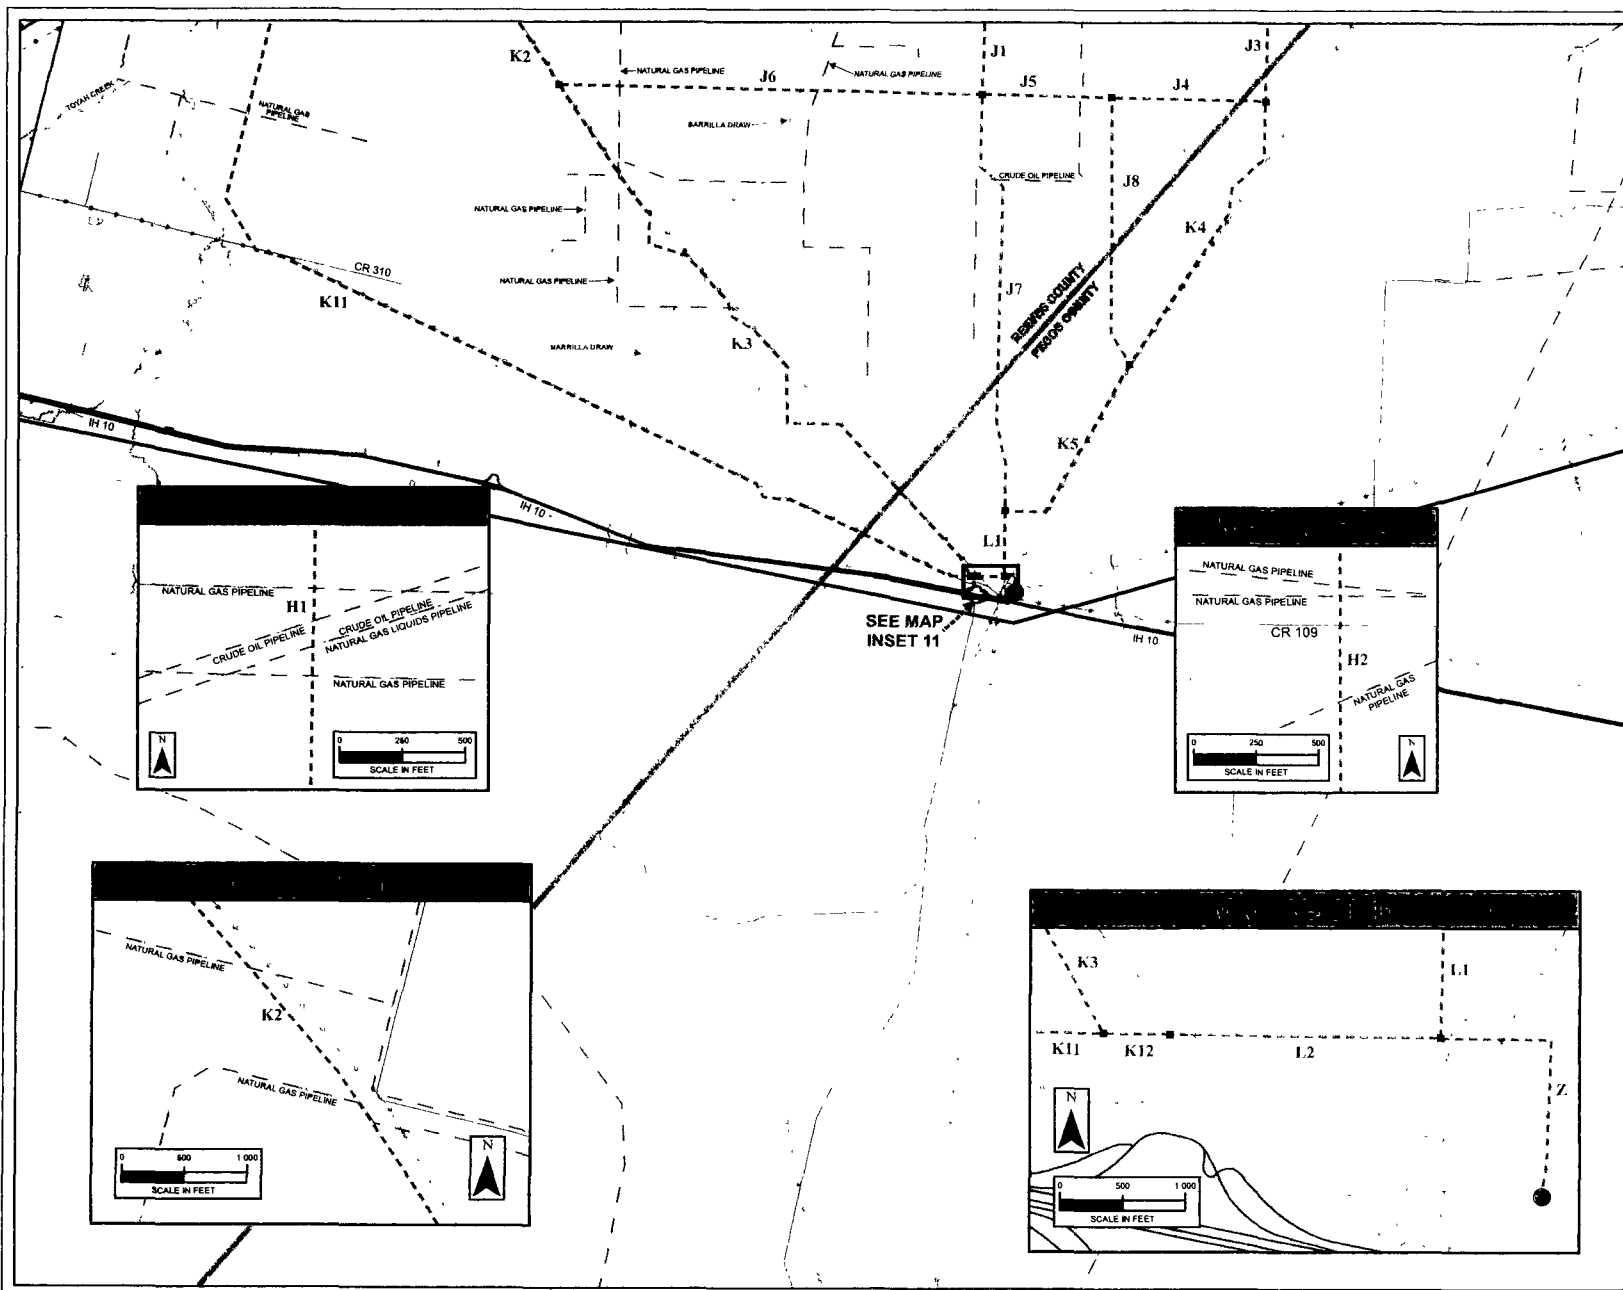 K2
J1
J3
NATURAL GAS PIPELINE
J6
NATURAL GAS PIPELINE
J5
J4
TOYAH CREEK
NATURAL GAS
PIPELINE
BARRILLA DRAW
CRUDE OIL PIPELINE
J8
NATURAL GAS PIPELINE
K4
CR 310
NATURAL GAS PIPELINE
K11
J7
REEVES COUNTY
PECOS COUNTY
K3
BARRILLA DRAW
IH 10
K5
IH 10
L1
SEE MAP
INSET 11
IH 10
NATURAL GAS PIPELINE
H1
CRUDE OIL PIPELINE
CRUDE OIL PIPELINE
NATURAL GAS LIQUIDS PIPELINE
NATURAL GAS PIPELINE
N
0 250 500
SCALE IN FEET
NATURAL GAS PIPELINE
NATURAL GAS PIPELINE
CR 109
H2
NATURAL GAS
PIPELINE
0 250 500
SCALE IN FEET
N
NATURAL GAS PIPELINE
K2
NATURAL GAS PIPELINE
0 500 1 000
SCALE IN FEET
N
K3
L1
K11
K12
L2
Z
N
0 500 1 000
SCALE IN FEET